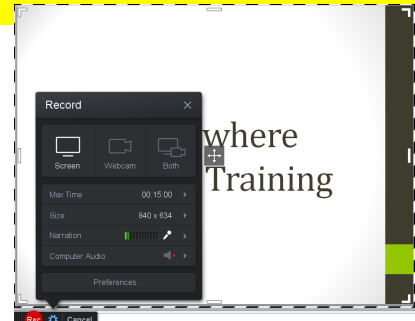 where
Training
Record
Screen Webcam Both
Max Time 00:15:00
Size 840 x 634
Narration
Computer Audio
Preferences...
Rec Cancel